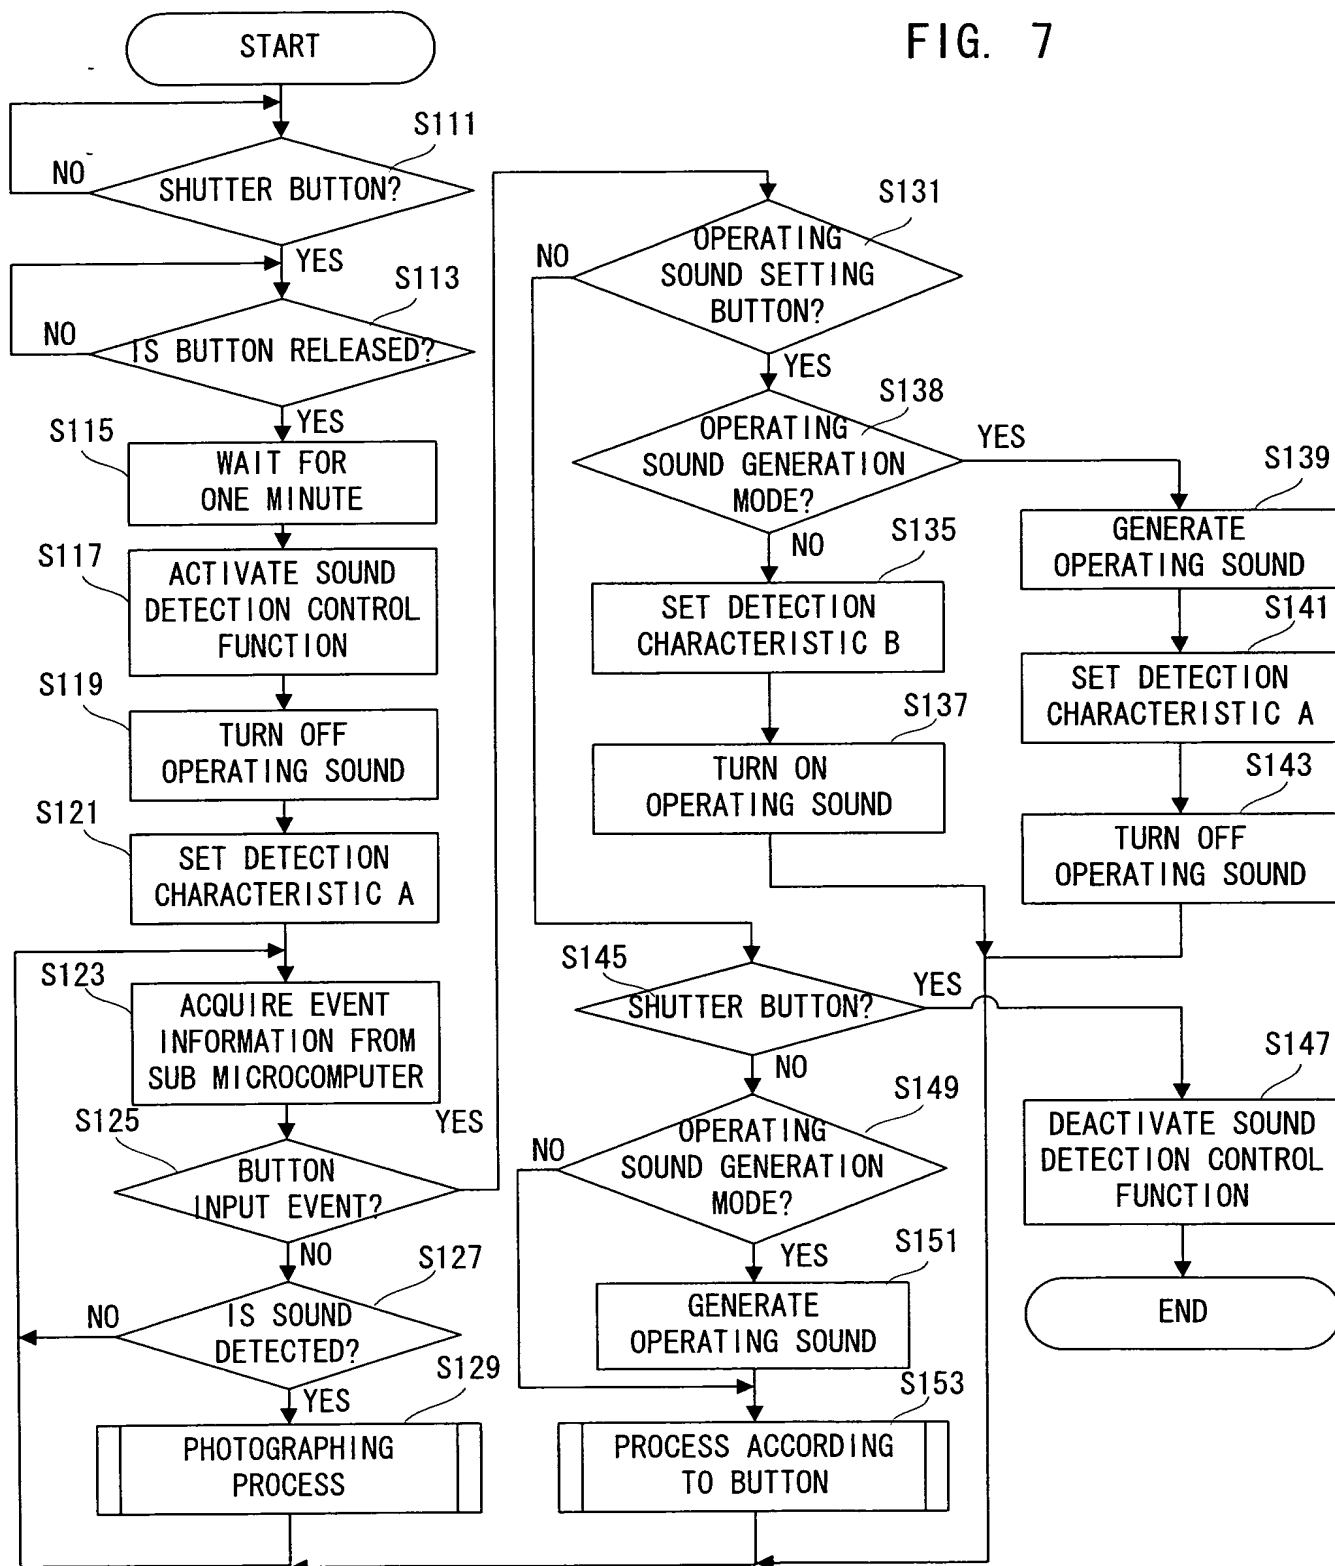 FIG. 7
START
S111
NO
SHUTTER BUTTON?
YES
S113
NO
IS BUTTON RELEASED?
YES
S115
WAIT FOR
ONE MINUTE
S117
ACTIVATE SOUND
DETECTION CONTROL
FUNCTION
S119
TURN OFF
OPERATING SOUND
S121
SET DETECTION
CHARACTERISTIC A
S123
ACQUIRE EVENT
INFORMATION FROM
SUB MICROCOMPUTER
S125
YES
BUTTON
INPUT EVENT?
NO
S127
NO
IS SOUND
DETECTED?
YES
S129
PHOTOGRAPHING
PROCESS
S131
NO
OPERATING
SOUND SETTING
BUTTON?
YES
S138
OPERATING
SOUND GENERATION
MODE?
YES
NO
S135
SET DETECTION
CHARACTERISTIC B
S137
TURN ON
OPERATING SOUND
S139
GENERATE
OPERATING SOUND
S141
SET DETECTION
CHARACTERISTIC A
S143
TURN OFF
OPERATING SOUND
S145
SHUTTER BUTTON?
YES
NO
S147
DEACTIVATE SOUND
DETECTION CONTROL
FUNCTION
END
S149
NO
OPERATING
SOUND GENERATION
MODE?
YES
S151
GENERATE
OPERATING SOUND
S153
PROCESS ACCORDING
TO BUTTON